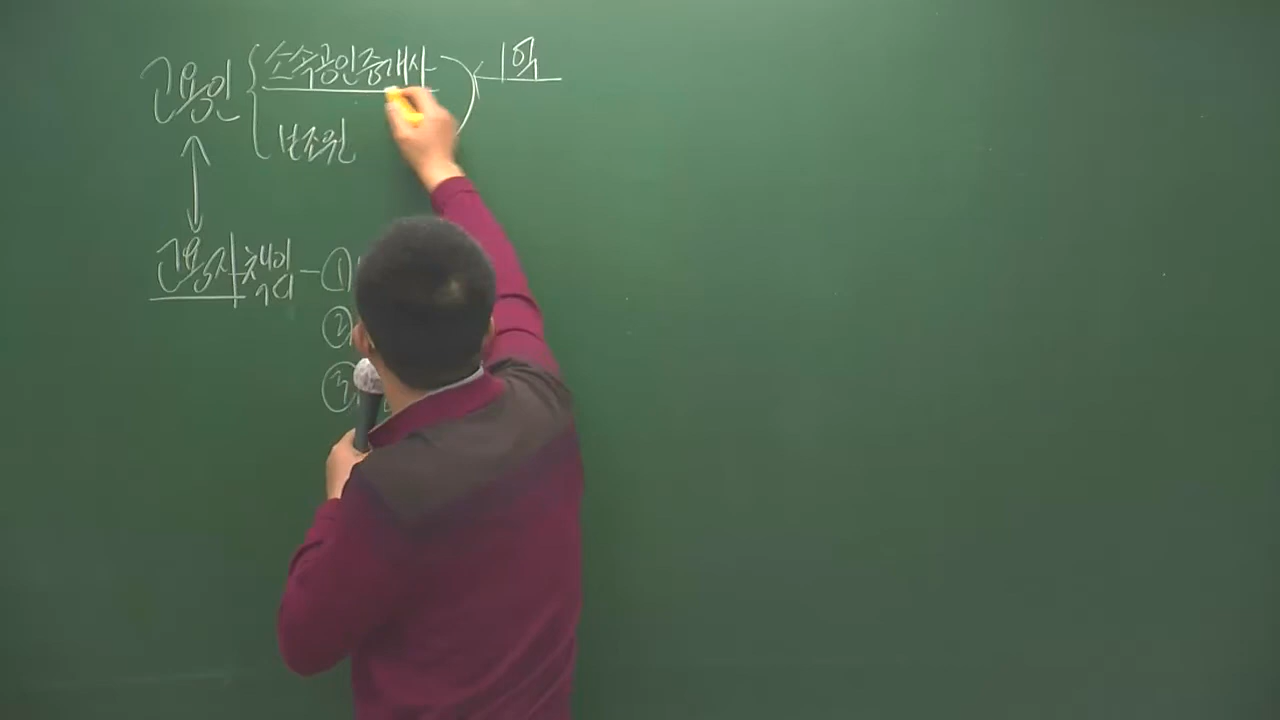 고용인 { 소속공인중개사 ) ← 1억
보조원
↕
고용자책임 - ①
②
③